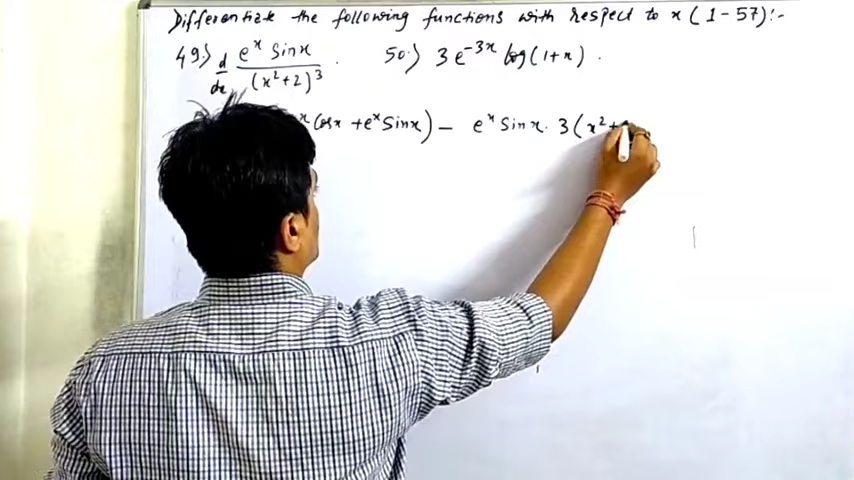 Differentiate the following functions with respect to x (1-57):-
49.> d/dx e^x Sinx / (x²+2)³ . 50.> 3 e^-3x log(1+x) .
x Cosx + e^x Sinx) - e^x Sinx . 3(x²+